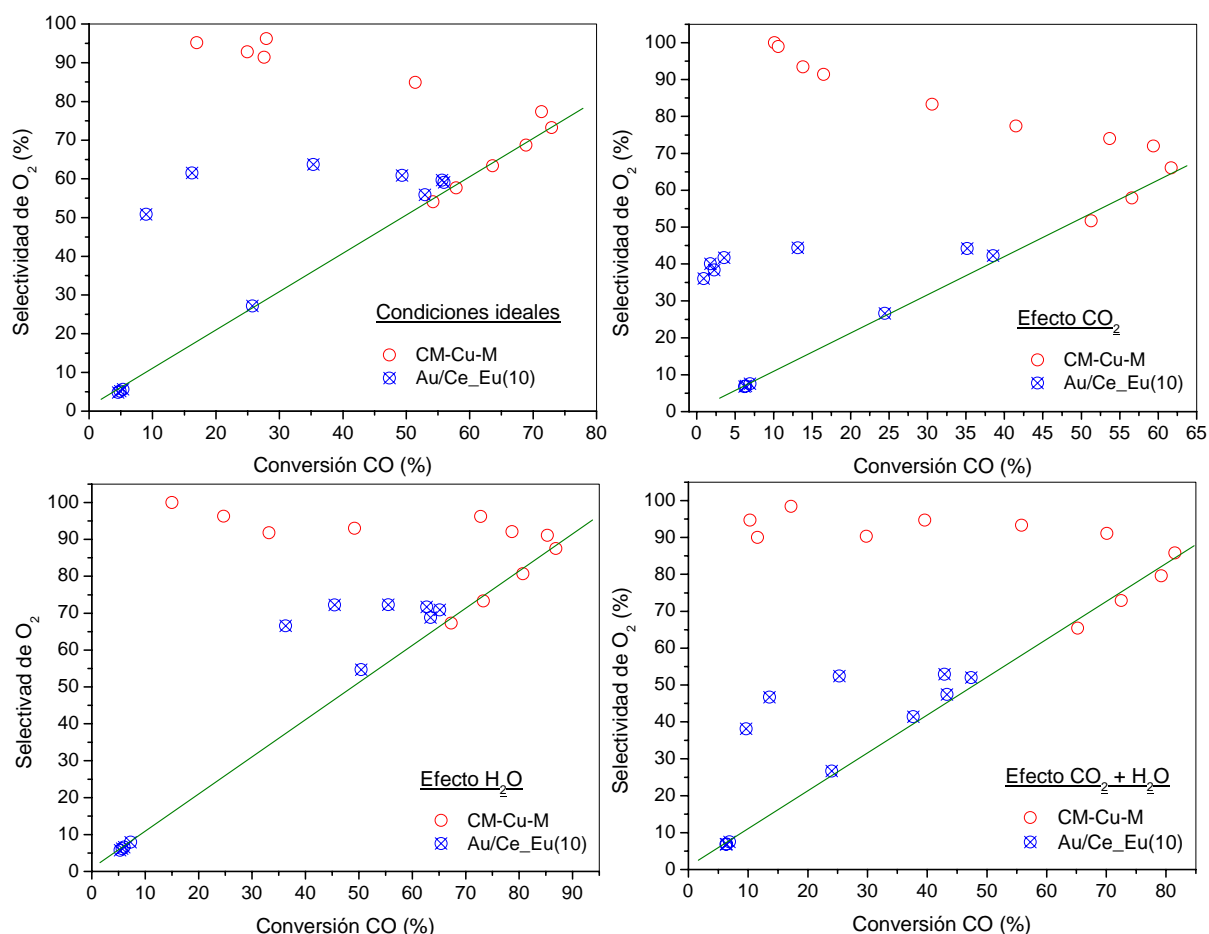 100
90
80
70
60
50
40
30
20
10
0
Selectividad de O2 (%)
Condiciones ideales
CM-Cu-M
Au/Ce_Eu(10)
0 10 20 30 40 50 60 70 80
Conversión CO (%)
100
90
80
70
60
50
40
30
20
10
0
Selectividad de O2 (%)
Efecto CO2
CM-Cu-M
Au/Ce_Eu(10)
0 5 10 15 20 25 30 35 40 45 50 55 60 65
Conversión CO (%)
100
90
80
70
60
50
40
30
20
10
0
Selectivad de O2 (%)
Efecto H2O
CM-Cu-M
Au/Ce_Eu(10)
0 10 20 30 40 50 60 70 80 90
Conversión CO (%)
100
90
80
70
60
50
40
30
20
10
0
Selectividad de O2 (%)
Efecto CO2 + H2O
CM-Cu-M
Au/Ce_Eu(10)
0 10 20 30 40 50 60 70 80
Conversión CO (%)